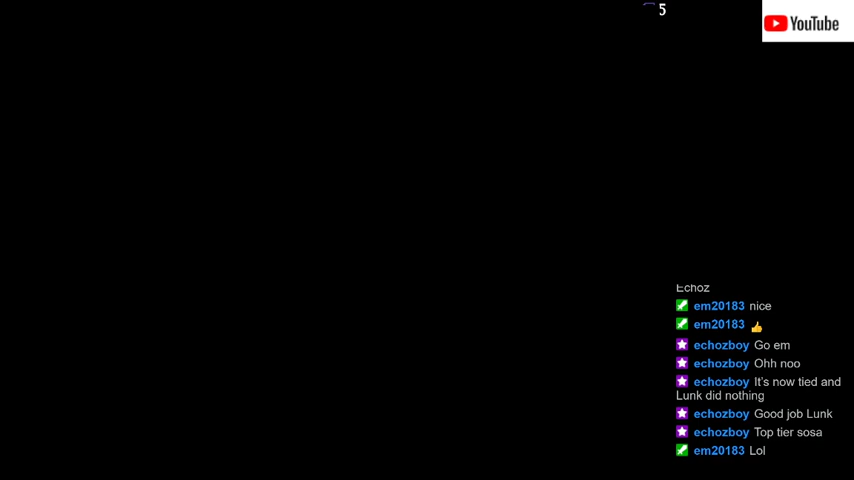 5
YouTube
Echoz
em20183 nice
em20183 👍
echozboy Go em
echozboy Ohh noo
echozboy It's now tied and
Lunk did nothing
echozboy Good job Lunk
echozboy Top tier sosa
em20183 Lol